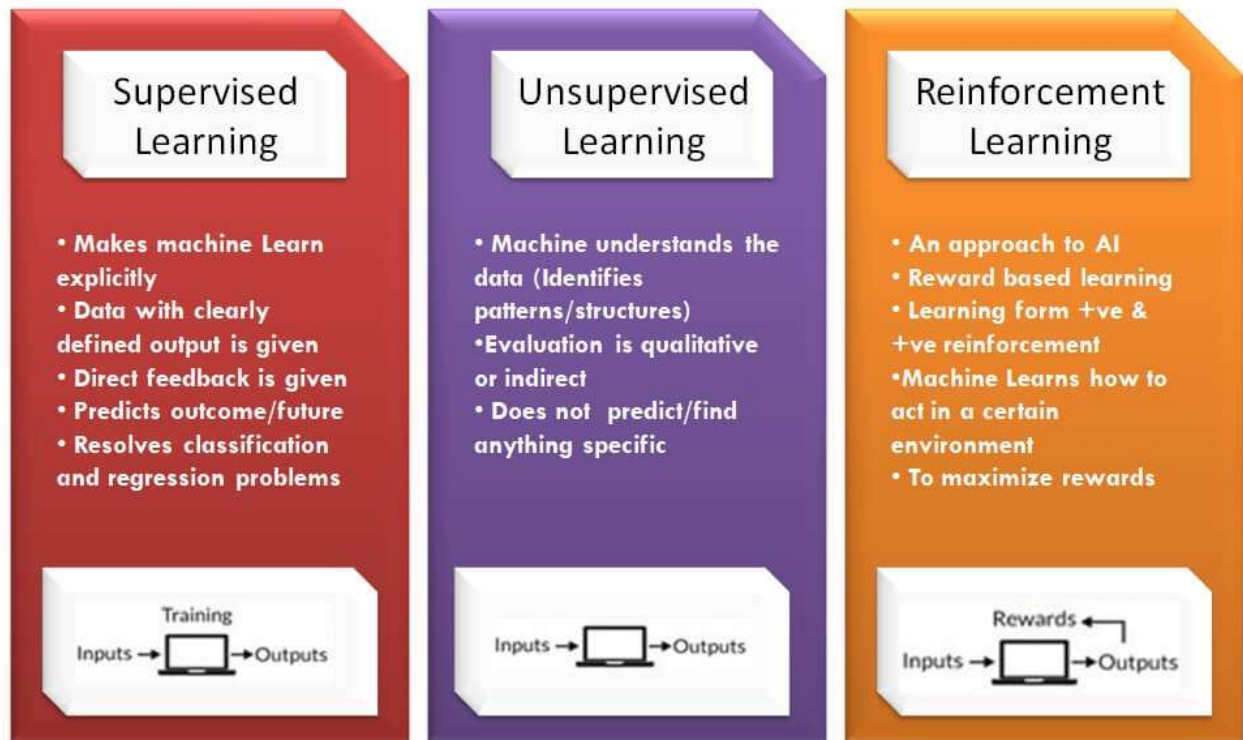 Supervised
Learning
• Makes machine Learn
explicitly
• Data with clearly
defined output is given
• Direct feedback is given
• Predicts outcome/future
• Resolves classification
and regression problems
Training
Inputs → → Outputs
Unsupervised
Learning
• Machine understands the
data (Identifies
patterns/structures)
•Evaluation is qualitative
or indirect
• Does not predict/find
anything specific
Inputs → → Outputs
Reinforcement
Learning
• An approach to AI
• Reward based learning
• Learning form +ve &
+ve reinforcement
•Machine Learns how to
act in a certain
environment
• To maximize rewards
Rewards
Inputs → → Outputs